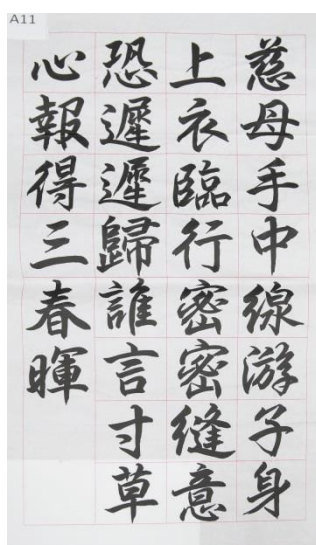 A11
慈母手中線游子身
上衣臨行密密縫意
恐遲遲歸誰言寸草
心報得三春暉